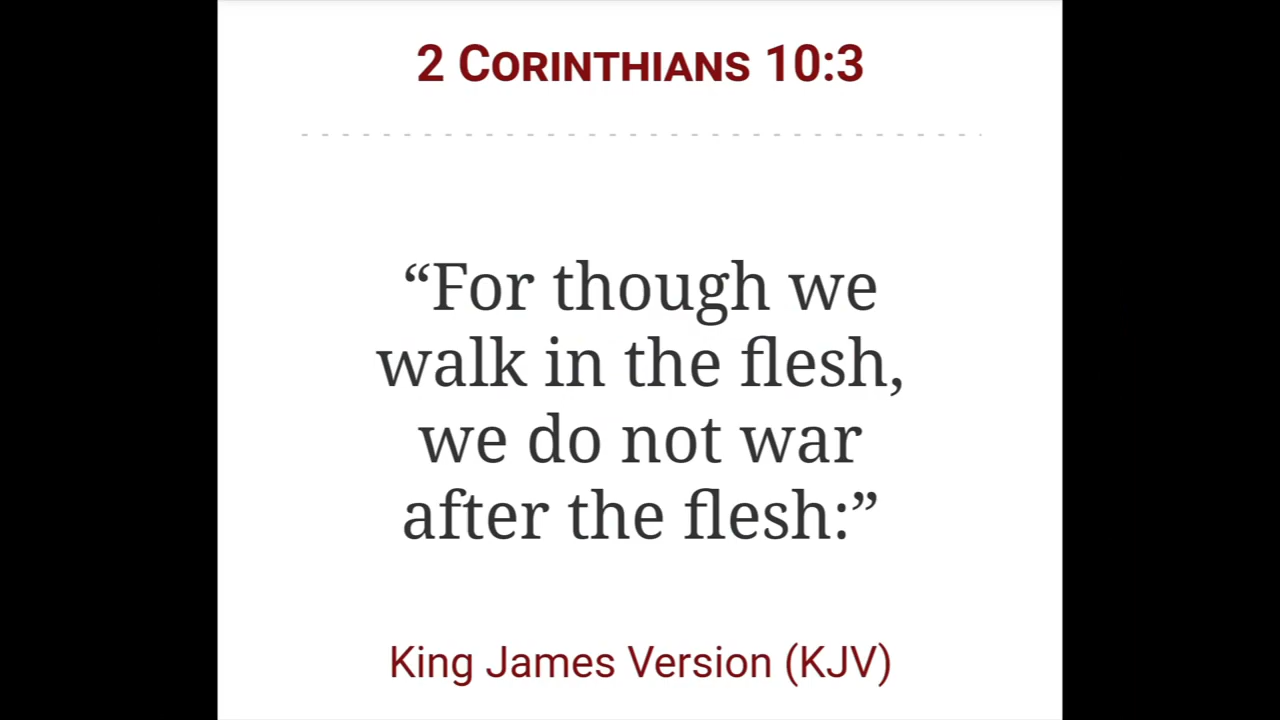 2 Corinthians 10:3
“For though we
walk in the flesh,
we do not war
after the flesh:”
King James Version (KJV)